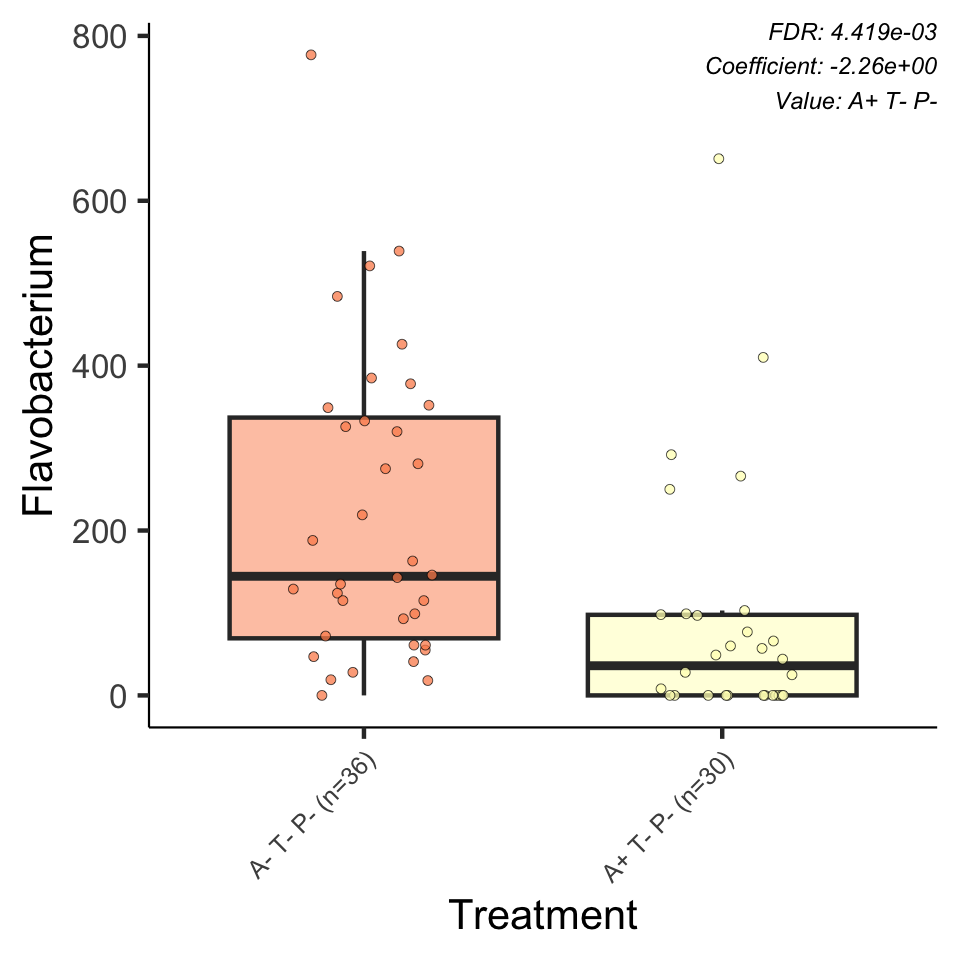 FDR: 4.419e-03
Coefficient: -2.26e+00
Value: A+ T- P-
800
600
400
200
0
Flavobacterium
A- T- P- (n=36)
A+ T- P- (n=30)
Treatment